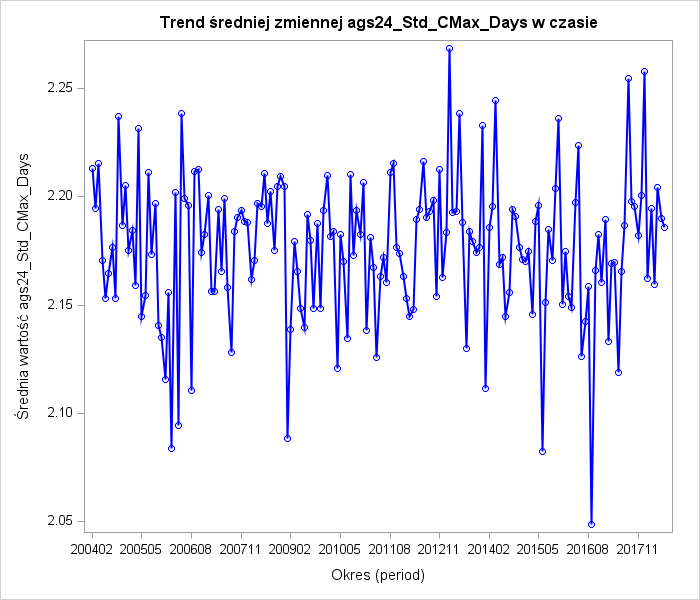 Trend średniej zmiennej ags24_Std_CMax_Days w czasie
Średnia wartość ags24_Std_CMax_Days
2.25
2.20
2.15
2.10
2.05
200402 200505 200608 200711 200902 201005 201108 201211 201402 201505 201608 201711
Okres (period)